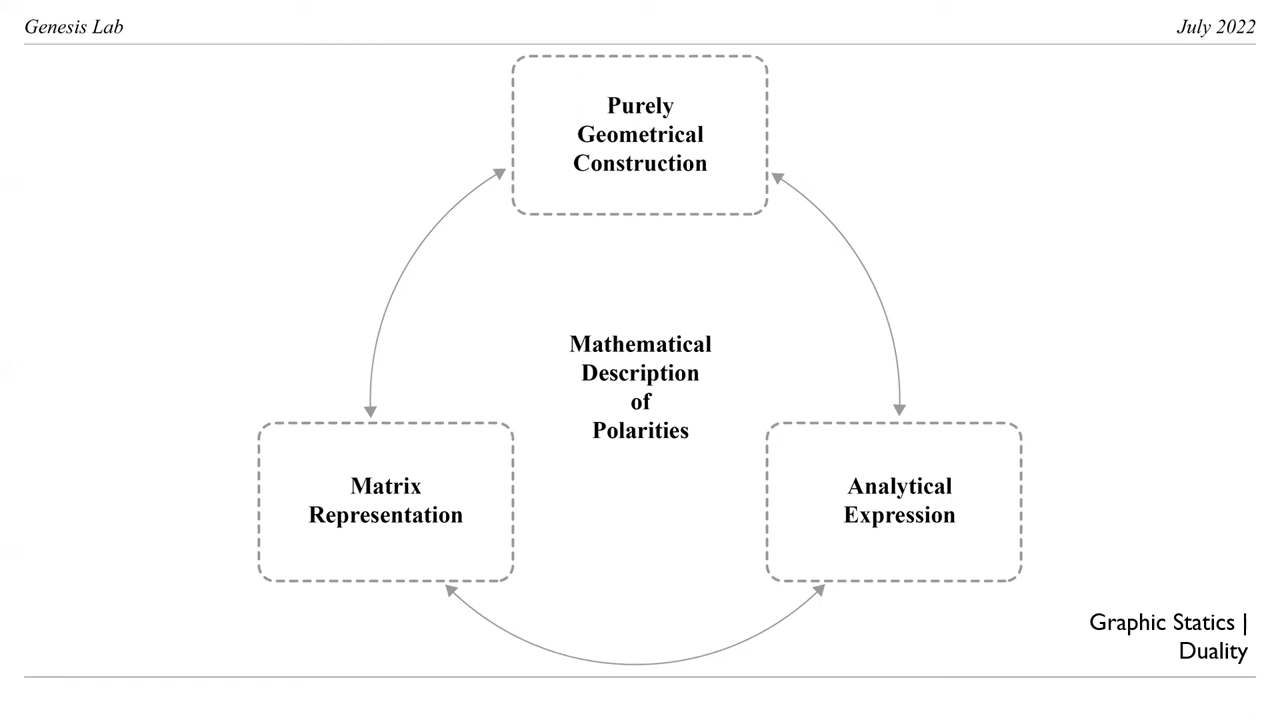 Genesis Lab
July 2022
Purely
Geometrical
Construction
Mathematical
Description
of
Polarities
Matrix
Representation
Analytical
Expression
Graphic Statics |
Duality